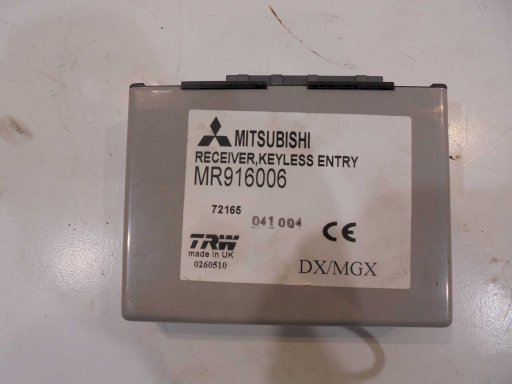 MITSUBISHI
RECEIVER,KEYLESS ENTRY
MR916006
72165
041 004
TRW CE
made in UK
0260510
DX/MGX